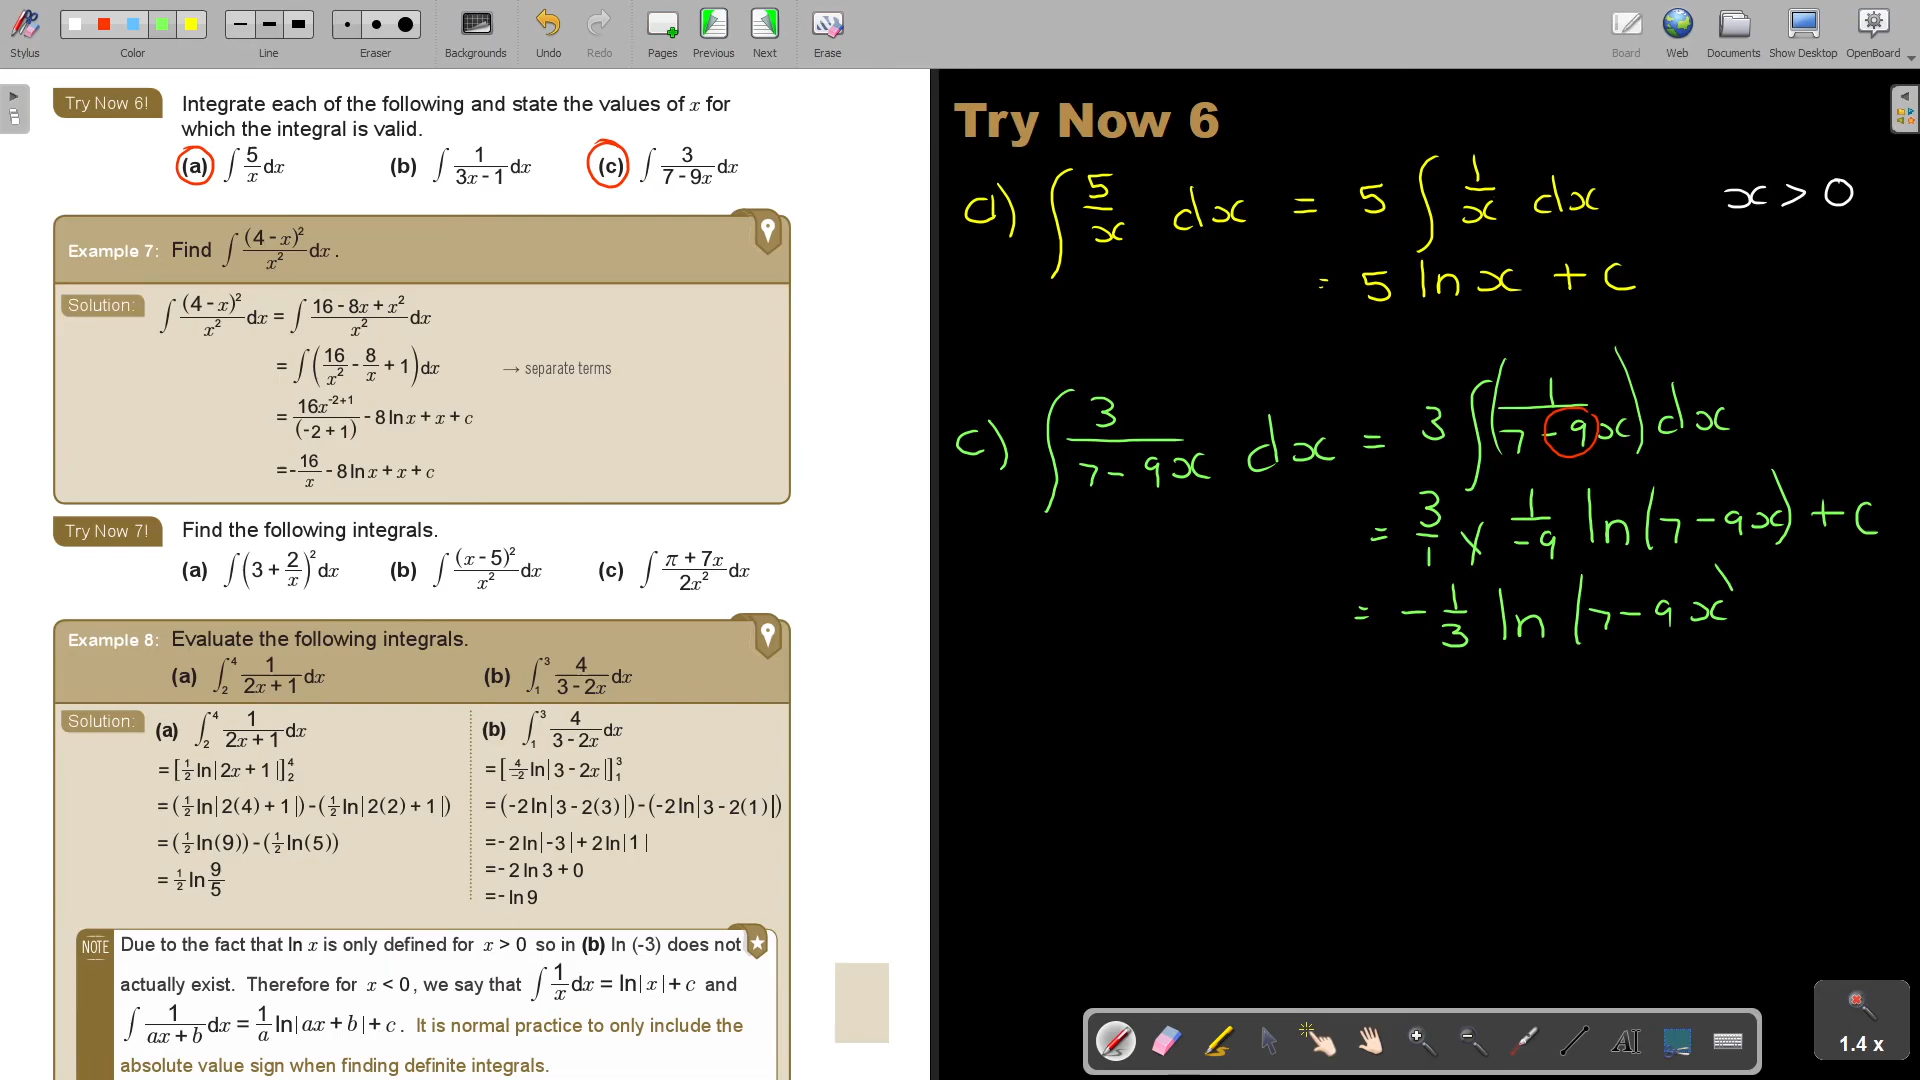 Stylus Color Line Eraser Backgrounds Undo Redo Pages Previous Next Erase Board Web Documents Show Desktop OpenBoard
Try Now 6! Integrate each of the following and state the values of x for
which the integral is valid.
(a) ∫ 5/x dx (b) ∫ 1/(3x - 1) dx (c) ∫ 3/(7 - 9x) dx
Example 7: Find ∫ (4 - x)²/x² dx .
Solution: ∫ (4 - x)²/x² dx = ∫ (16 - 8x + x²)/x² dx
= ∫ (16/x² - 8/x + 1) dx → separate terms
= 16x⁻²⁺¹/(-2 + 1) - 8 ln x + x + c
= - 16/x - 8 ln x + x + c
Try Now 7! Find the following integrals.
(a) ∫ (3 + 2/x)² dx (b) ∫ (x - 5)²/x² dx (c) ∫ (π + 7x)/2x² dx
Example 8: Evaluate the following integrals.
(a) ∫₂⁴ 1/(2x + 1) dx (b) ∫₁³ 4/(3 - 2x) dx
Solution: (a) ∫₂⁴ 1/(2x + 1) dx
= [½ ln|2x + 1|]₂⁴
= (½ ln|2(4) + 1|) - (½ ln|2(2) + 1|)
= (½ ln(9)) - (½ ln(5))
= ½ ln 9/5
(b) ∫₁³ 4/(3 - 2x) dx
= [4/-2 ln|3 - 2x|]₁³
= (-2 ln|3 - 2(3)|) - (-2 ln|3 - 2(1)|)
= - 2 ln|-3| + 2 ln|1|
= - 2 ln 3 + 0
= - ln 9
NOTE Due to the fact that ln x is only defined for x > 0 so in (b) ln (-3) does not
actually exist. Therefore for x < 0, we say that ∫ 1/x dx = ln|x| + c and
∫ 1/(ax + b) dx = 1/a ln|ax + b| + c. It is normal practice to only include the
absolute value sign when finding definite integrals.
Try Now 6
a) ∫ 5/x dx = 5 ∫ 1/x dx x > 0
= 5 ln x + c
c) ∫ 3/(7 - 9x) dx = 3 ∫ (1/(7 - 9x)) dx
= 3/1 × 1/-9 ln (7 - 9x) + c
= - 1/3 ln (7 - 9x)
1.4 x